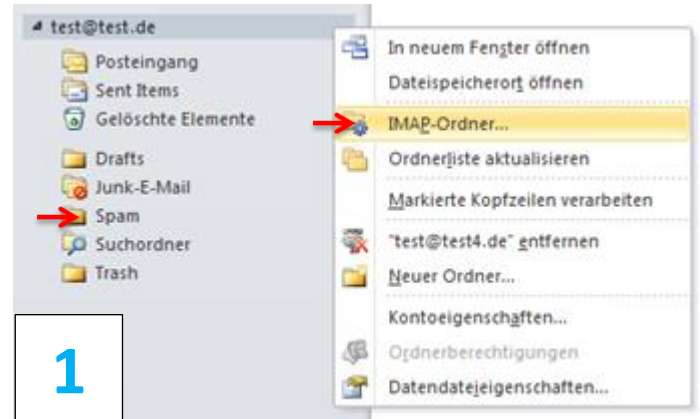 test@test.de
Posteingang
Sent Items
Gelöschte Elemente
Drafts
Junk-E-Mail
Spam
Suchordner
Trash
In neuem Fenster öffnen
Dateispeicherort öffnen
IMAP-Ordner...
Ordnerliste aktualisieren
Markierte Kopfzeilen verarbeiten
"test@test4.de" entfernen
Neuer Ordner...
Kontoeigenschaften...
Ordnerberechtigungen
Datendateieigenschaften...
1